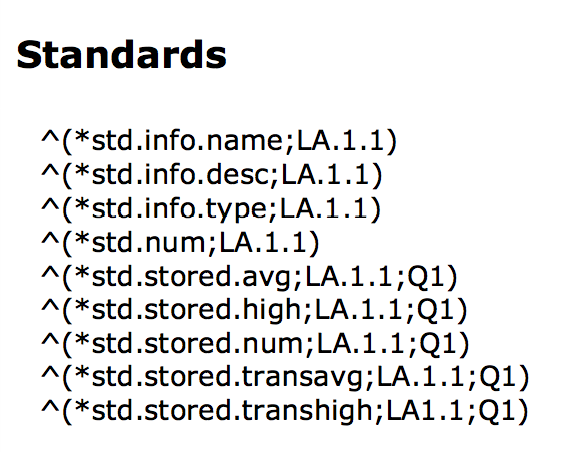 Standards
^(*std.info.name;LA.1.1)
^(*std.info.desc;LA.1.1)
^(*std.info.type;LA.1.1)
^(*std.num;LA.1.1)
^(*std.stored.avg;LA.1.1;Q1)
^(*std.stored.high;LA.1.1;Q1)
^(*std.stored.num;LA.1.1;Q1)
^(*std.stored.transavg;LA.1.1;Q1)
^(*std.stored.transhigh;LA1.1;Q1)